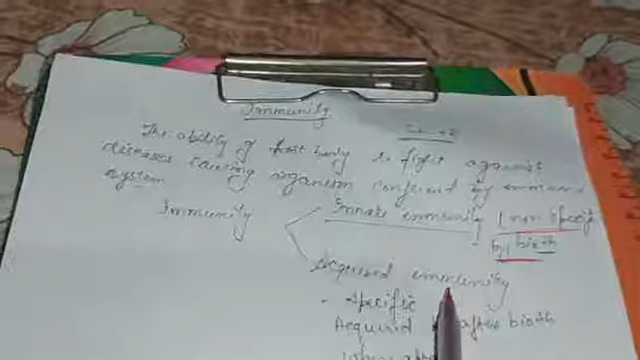 Immunity
The ability of host body to fight against
diseases causing organism conferred by immune
system
Immunity
Innate immunity (non specif
by birth
Acquired immunity
- Specific
Acquired after birth